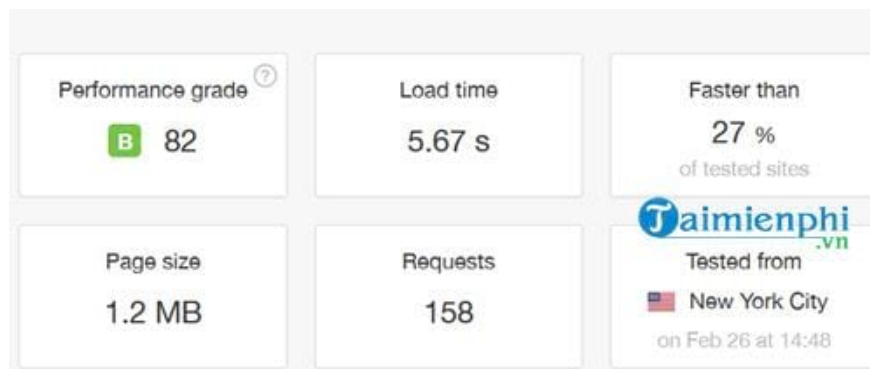 Performance grade ?
B 82
Load time
5.67 s
Faster than
27 %
of tested sites
Taimienphi
.vn
Page size
1.2 MB
Requests
158
Tested from
New York City
on Feb 26 at 14:48